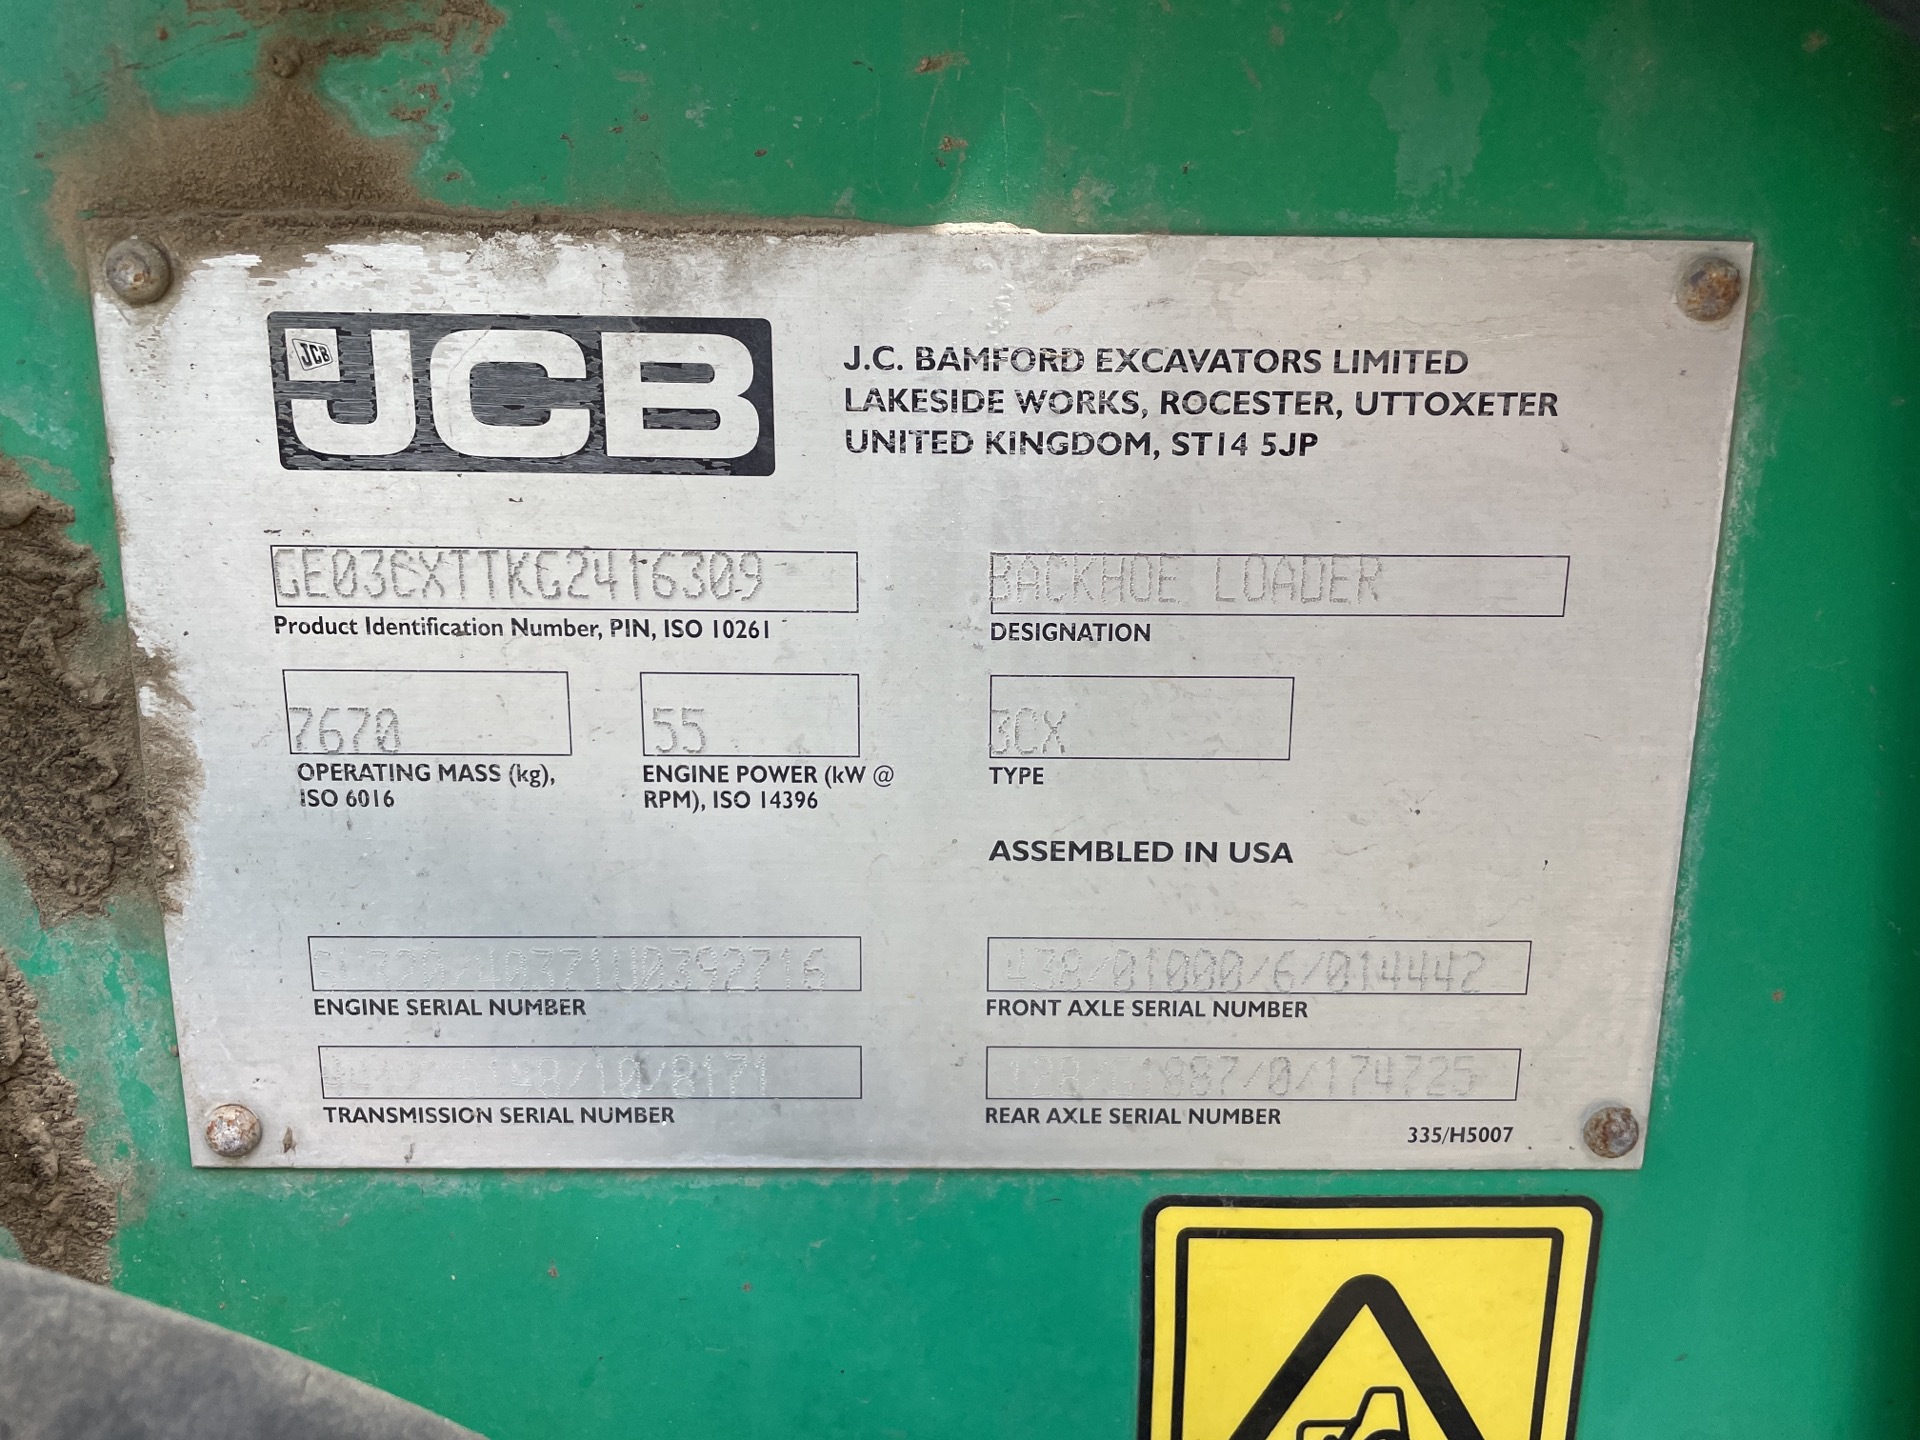 JCB
JCB
J.C. BAMFORD EXCAVATORS LIMITED
LAKESIDE WORKS, ROCESTER, UTTOXETER
UNITED KINGDOM, ST14 5JP
GE03CXTTKG2416309
Product Identification Number, PIN, ISO 10261
BACKHOE LOADER
DESIGNATION
7670
OPERATING MASS (kg),
ISO 6016
55
ENGINE POWER (kW @
RPM), ISO 14396
3CX
TYPE
ASSEMBLED IN USA
ENGINE SERIAL NUMBER
438/01000/6/014442
FRONT AXLE SERIAL NUMBER
TRANSMISSION SERIAL NUMBER
REAR AXLE SERIAL NUMBER
335/H5007